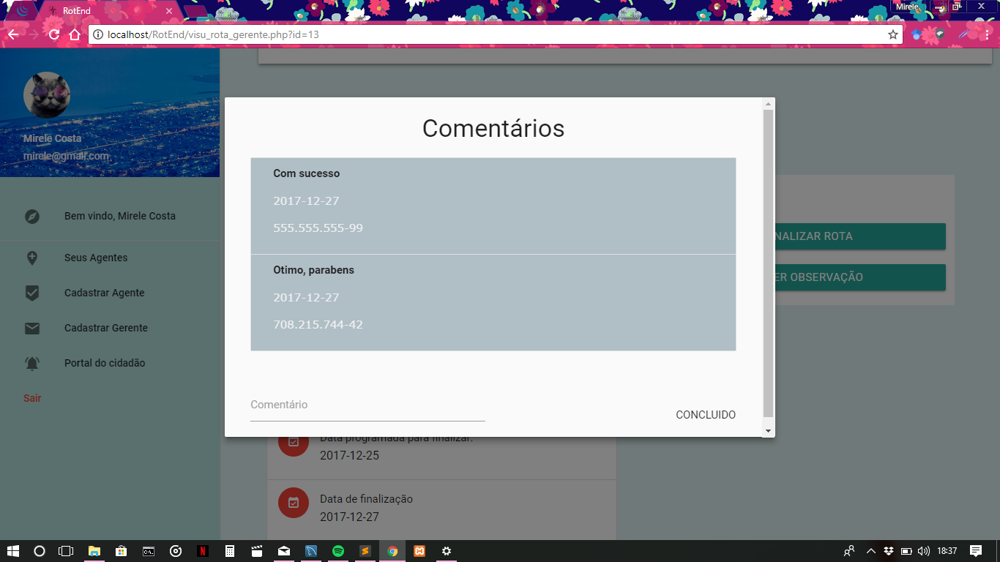 RotEnd
Mirele
localhost/RotEnd/visu_rota_gerente.php?id=13
Mirele Costa
mirele@gmail.com
Bem vindo, Mirele Costa
Seus Agentes
Cadastrar Agente
Cadastrar Gerente
Portal do cidadão
Sair
Comentários
Com sucesso
2017-12-27
555.555.555-99
Otimo, parabens
2017-12-27
708.215.744-42
Comentário
CONCLUIDO
NALIZAR ROTA
ER OBSERVAÇÃO
Data programada para finalizar:
2017-12-25
Data de finalização
2017-12-27
18:37